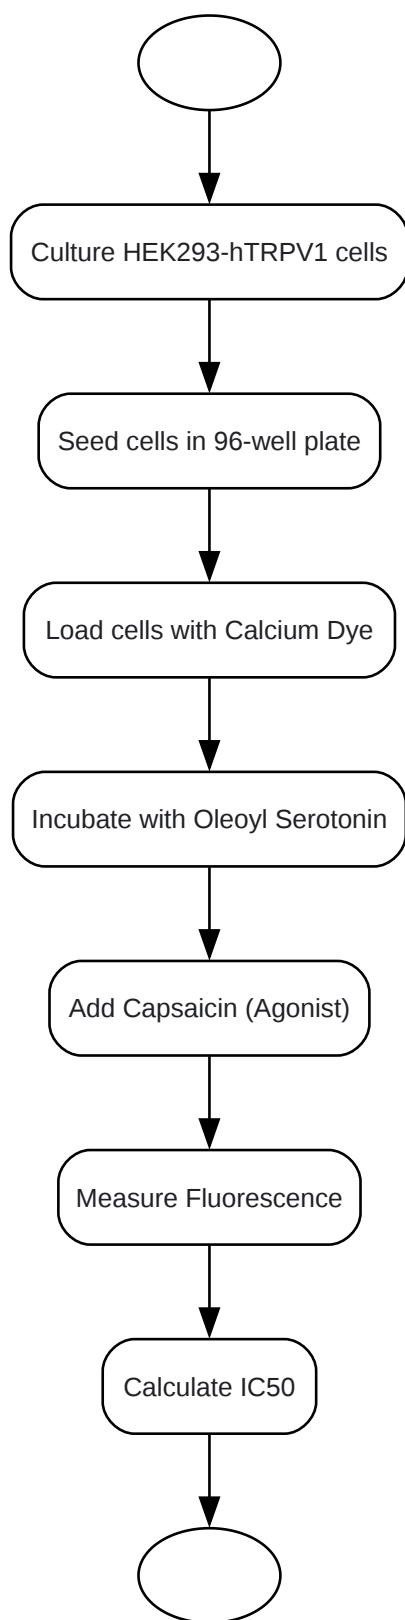 Culture HEK293-hTRPV1 cells
Seed cells in 96-well plate
Load cells with Calcium Dye
Incubate with Oleoyl Serotonin
Add Capsaicin (Agonist)
Measure Fluorescence
Calculate IC50